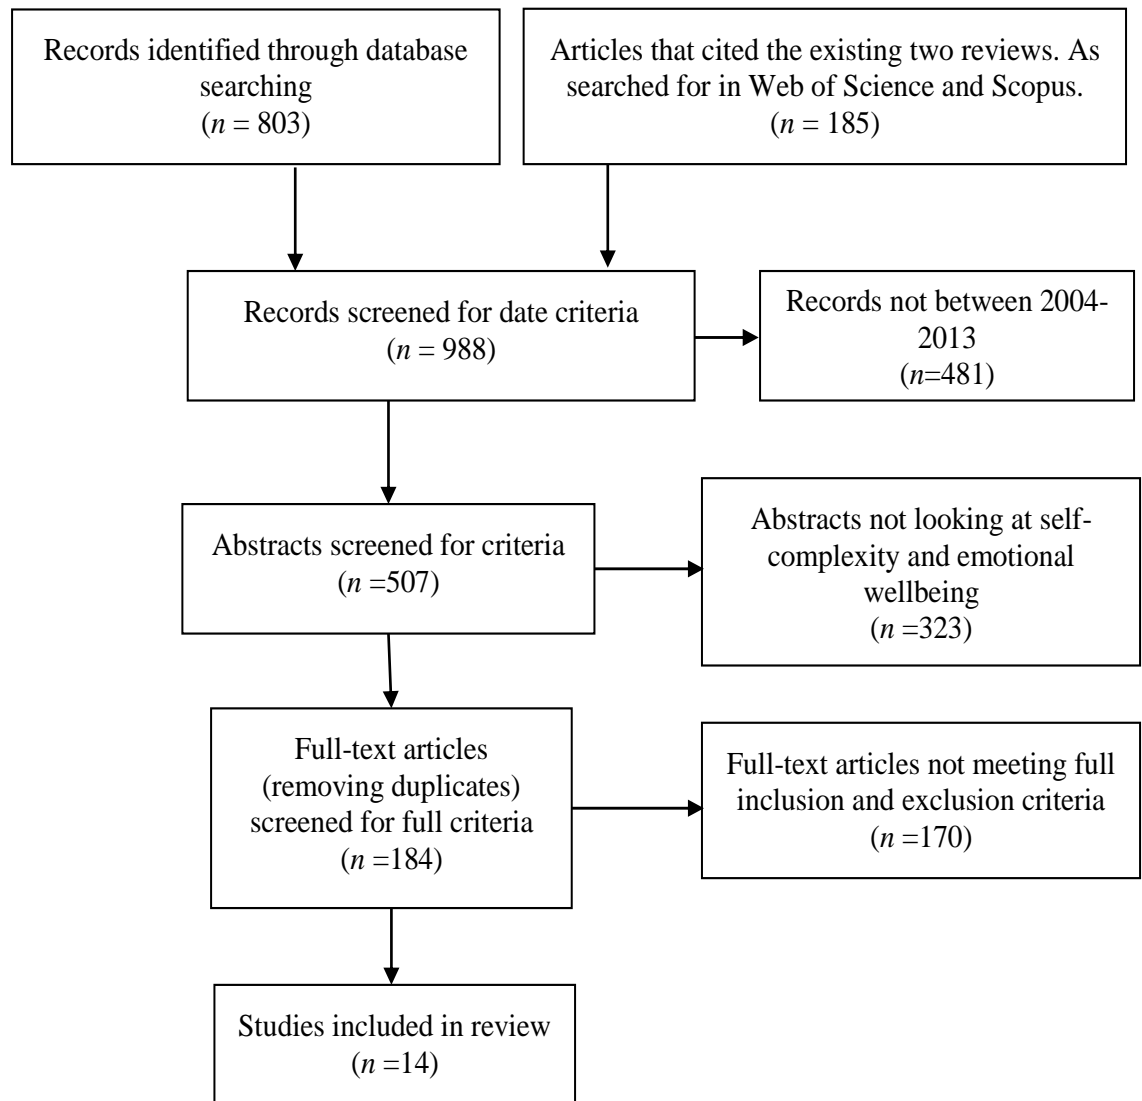 Records identified through database
searching
(n = 803)
Articles that cited the existing two reviews. As
searched for in Web of Science and Scopus.
(n = 185)
Records screened for date criteria
(n = 988)
Records not between 2004-
2013
(n=481)
Abstracts screened for criteria
(n =507)
Abstracts not looking at self-
complexity and emotional
wellbeing
(n =323)
Full-text articles
(removing duplicates)
screened for full criteria
(n =184)
Full-text articles not meeting full
inclusion and exclusion criteria
(n =170)
Studies included in review
(n =14)